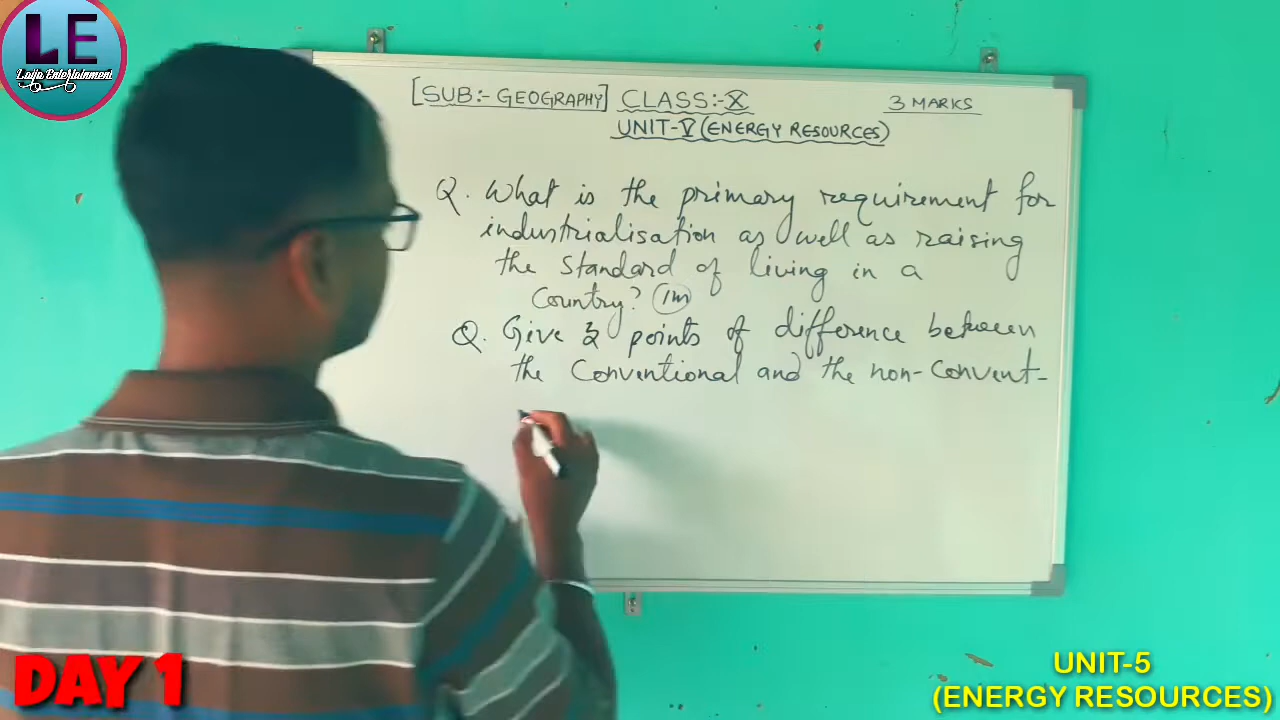 LE
Laija Entertainment
[SUB:- GEOGRAPHY] CLASS:-X 3 MARKS
UNIT-V (ENERGY RESOURCES)
Q. What is the primary requirement for
industrialisation as well as raising
the standard of living in a
Country? (1m)
Q. Give 2 points of difference between
the Conventional and the non-Convent-
DAY 1
UNIT-5
(ENERGY RESOURCES)